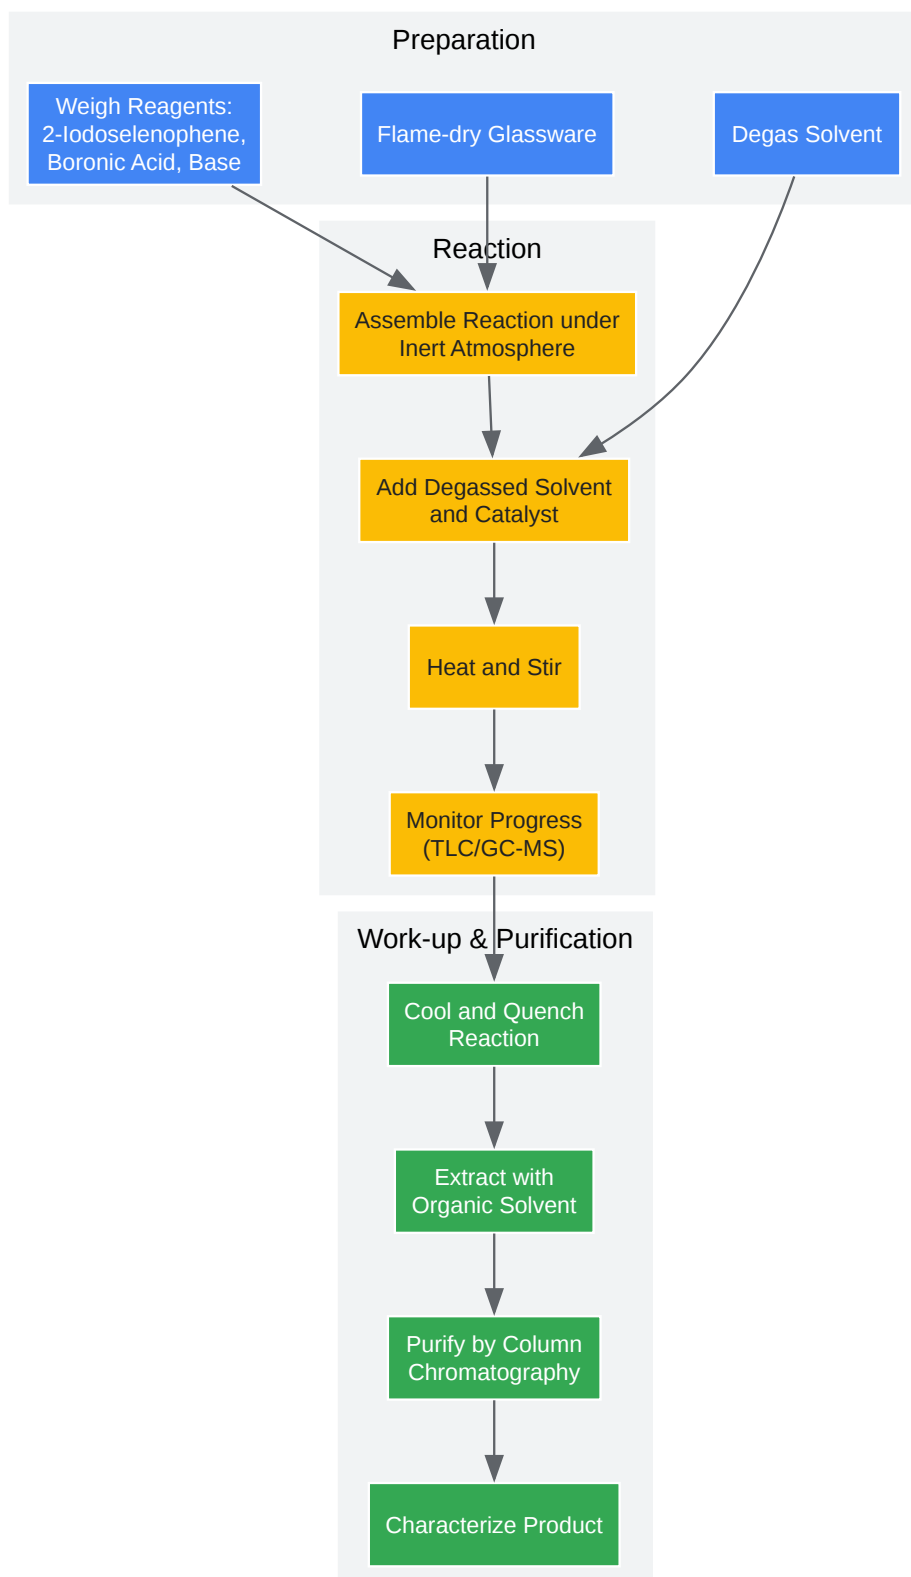 Preparation
Weigh Reagents:
2-Iodoselenophene,
Boronic Acid, Base
Flame-dry Glassware
Degas Solvent
Reaction
Assemble Reaction under
Inert Atmosphere
Add Degassed Solvent
and Catalyst
Heat and Stir
Monitor Progress
(TLC/GC-MS)
Work-up & Purification
Cool and Quench
Reaction
Extract with
Organic Solvent
Purify by Column
Chromatography
Characterize Product